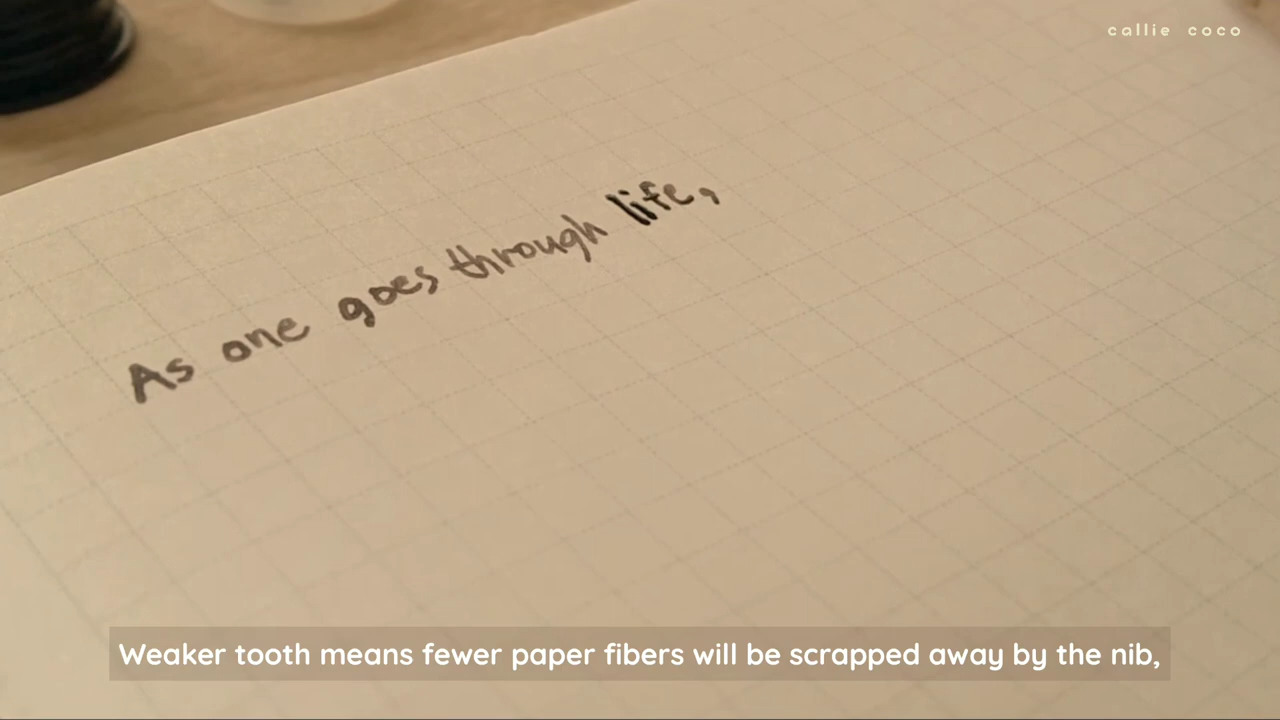 callie coco
As one goes through life,
Weaker tooth means fewer paper fibers will be scrapped away by the nib,